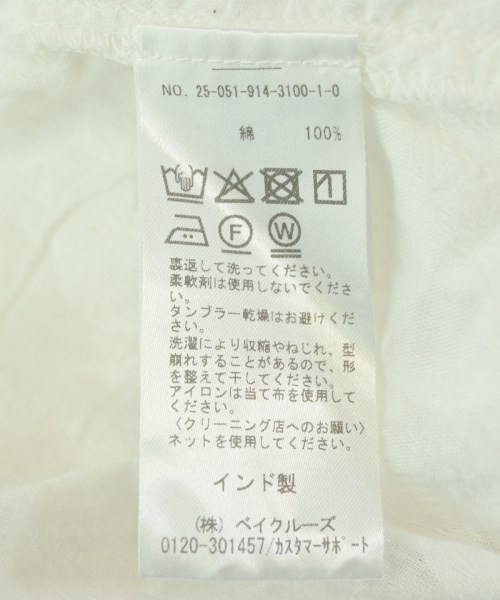 NO. 25-051-914-3100-1-0
綿 100%
F W
裏返して洗ってください。
柔軟剤は使用しないでくださ
い。
タンブラー乾燥はお避けくだ
さい。
洗濯により収縮やねじれ、型
崩れすることがあるので、形
を整えて干してください。
アイロンは当て布を使用して
ください。
〈クリーニング店へのお願い〉
ネットを使用してください。
インド製
（株）ベイクルーズ
0120-301457/カスタマーサポート